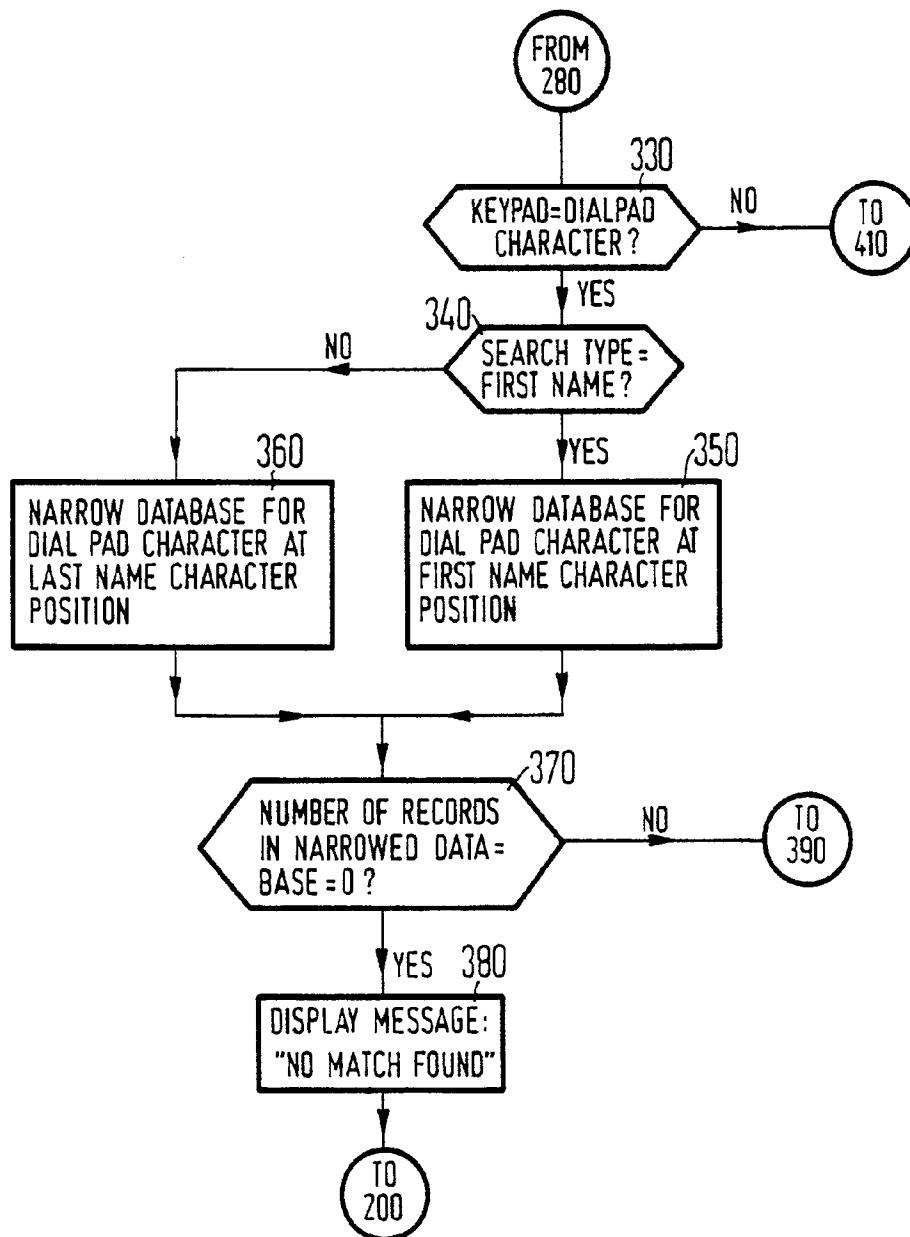 FROM
280
330
KEYPAD=DIALPAD
CHARACTER?
NO
TO
410
YES
340
SEARCH TYPE=
FIRST NAME?
NO
YES
360
NARROW DATABASE FOR
DIAL PAD CHARACTER AT
LAST NAME CHARACTER
POSITION
350
NARROW DATABASE FOR
DIAL PAD CHARACTER AT
FIRST NAME CHARACTER
POSITION
370
NUMBER OF RECORDS
IN NARROWED DATA=
BASE=0?
NO
TO
390
YES
380
DISPLAY MESSAGE:
"NO MATCH FOUND"
TO
200